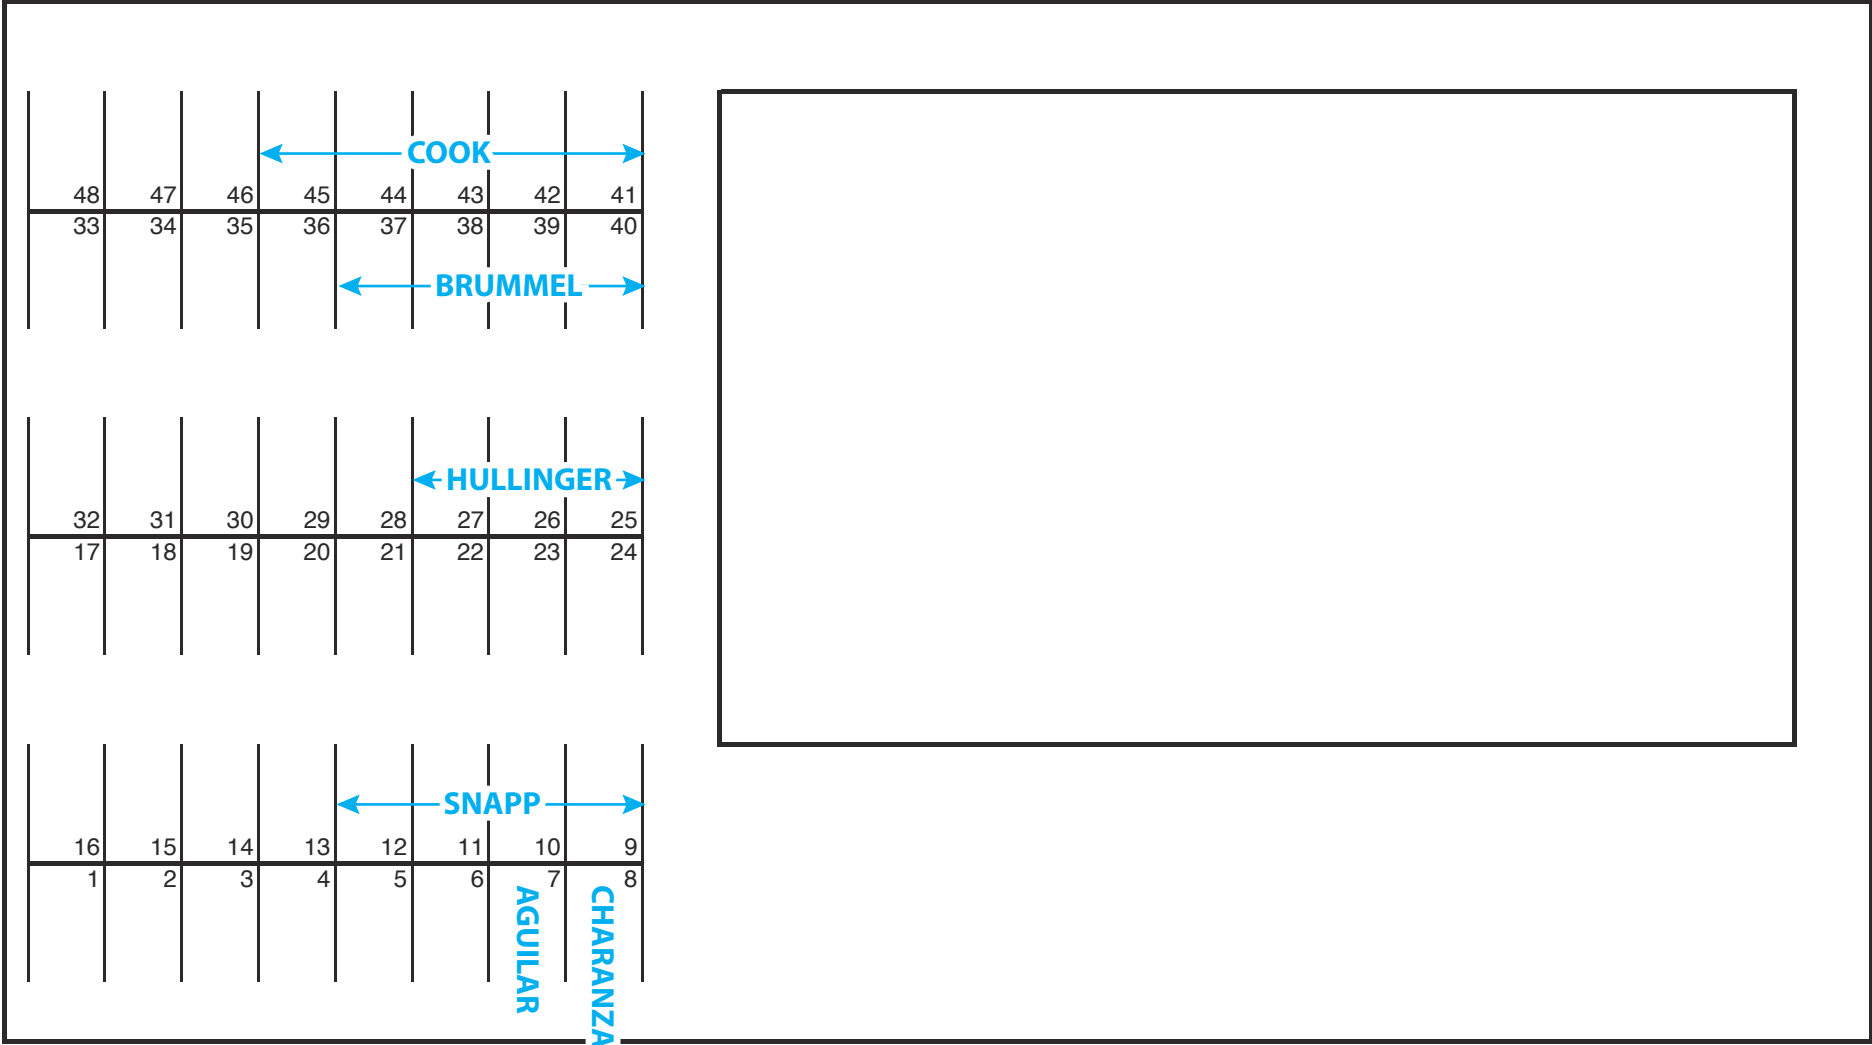 COOK
48 47 46 45 44 43 42 41
33 34 35 36 37 38 39 40
BRUMMEL
HULLINGER
32 31 30 29 28 27 26 25
17 18 19 20 21 22 23 24
SNAPP
16 15 14 13 12 11 10 9
1 2 3 4 5 6 7 8
AGUILAR
CHARANZA